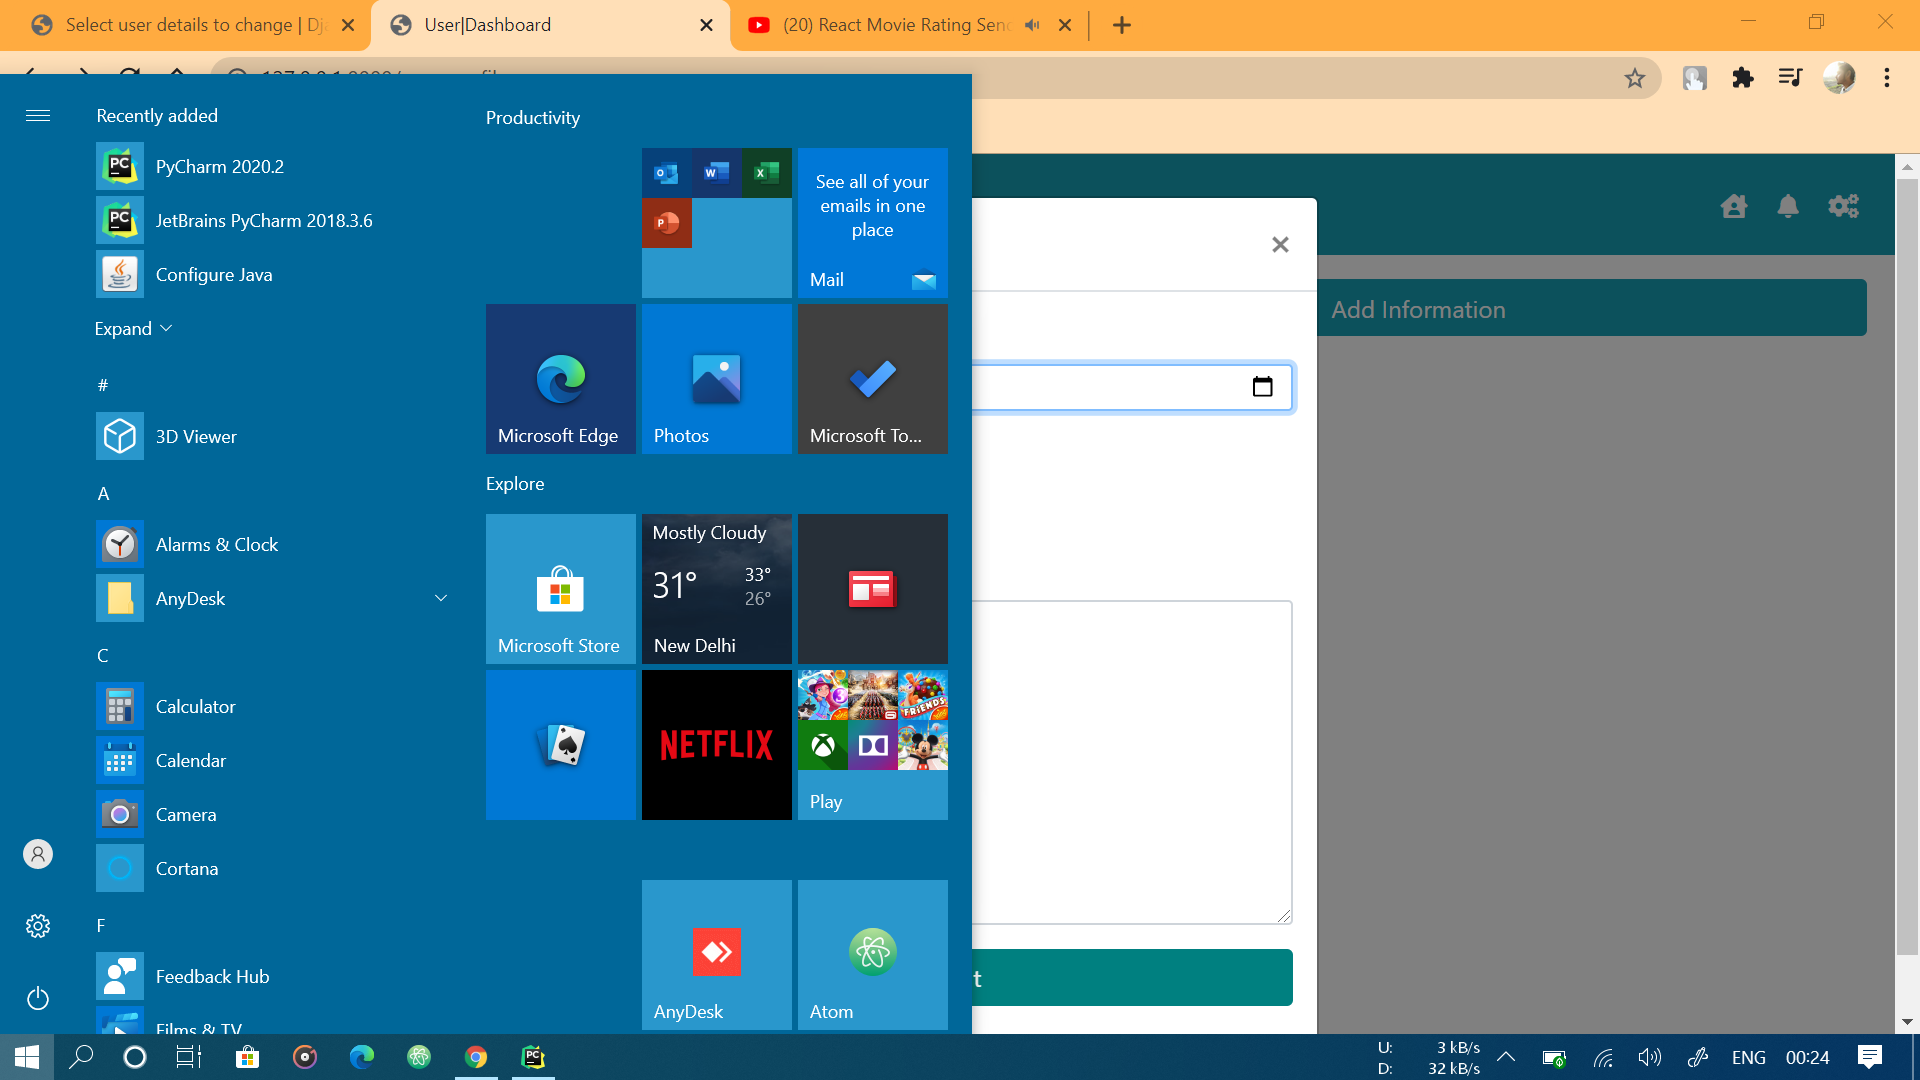 Select user details to change | Dj
User|Dashboard
(20) React Movie Rating Sen
Recently added
PyCharm 2020.2
JetBrains PyCharm 2018.3.6
Configure Java
Expand
#
3D Viewer
A
Alarms & Clock
AnyDesk
C
Calculator
Calendar
Camera
Cortana
F
Feedback Hub
Films & TV
Productivity
See all of your
emails in one
place
Mail
Microsoft Edge
Photos
Microsoft To...
Explore
Microsoft Store
Mostly Cloudy
31°
33°
26°
New Delhi
NETFLIX
FRIENDS
Play
AnyDesk
Atom
Add Information
t
U: 3 kB/s
D: 32 kB/s
ENG
00:24